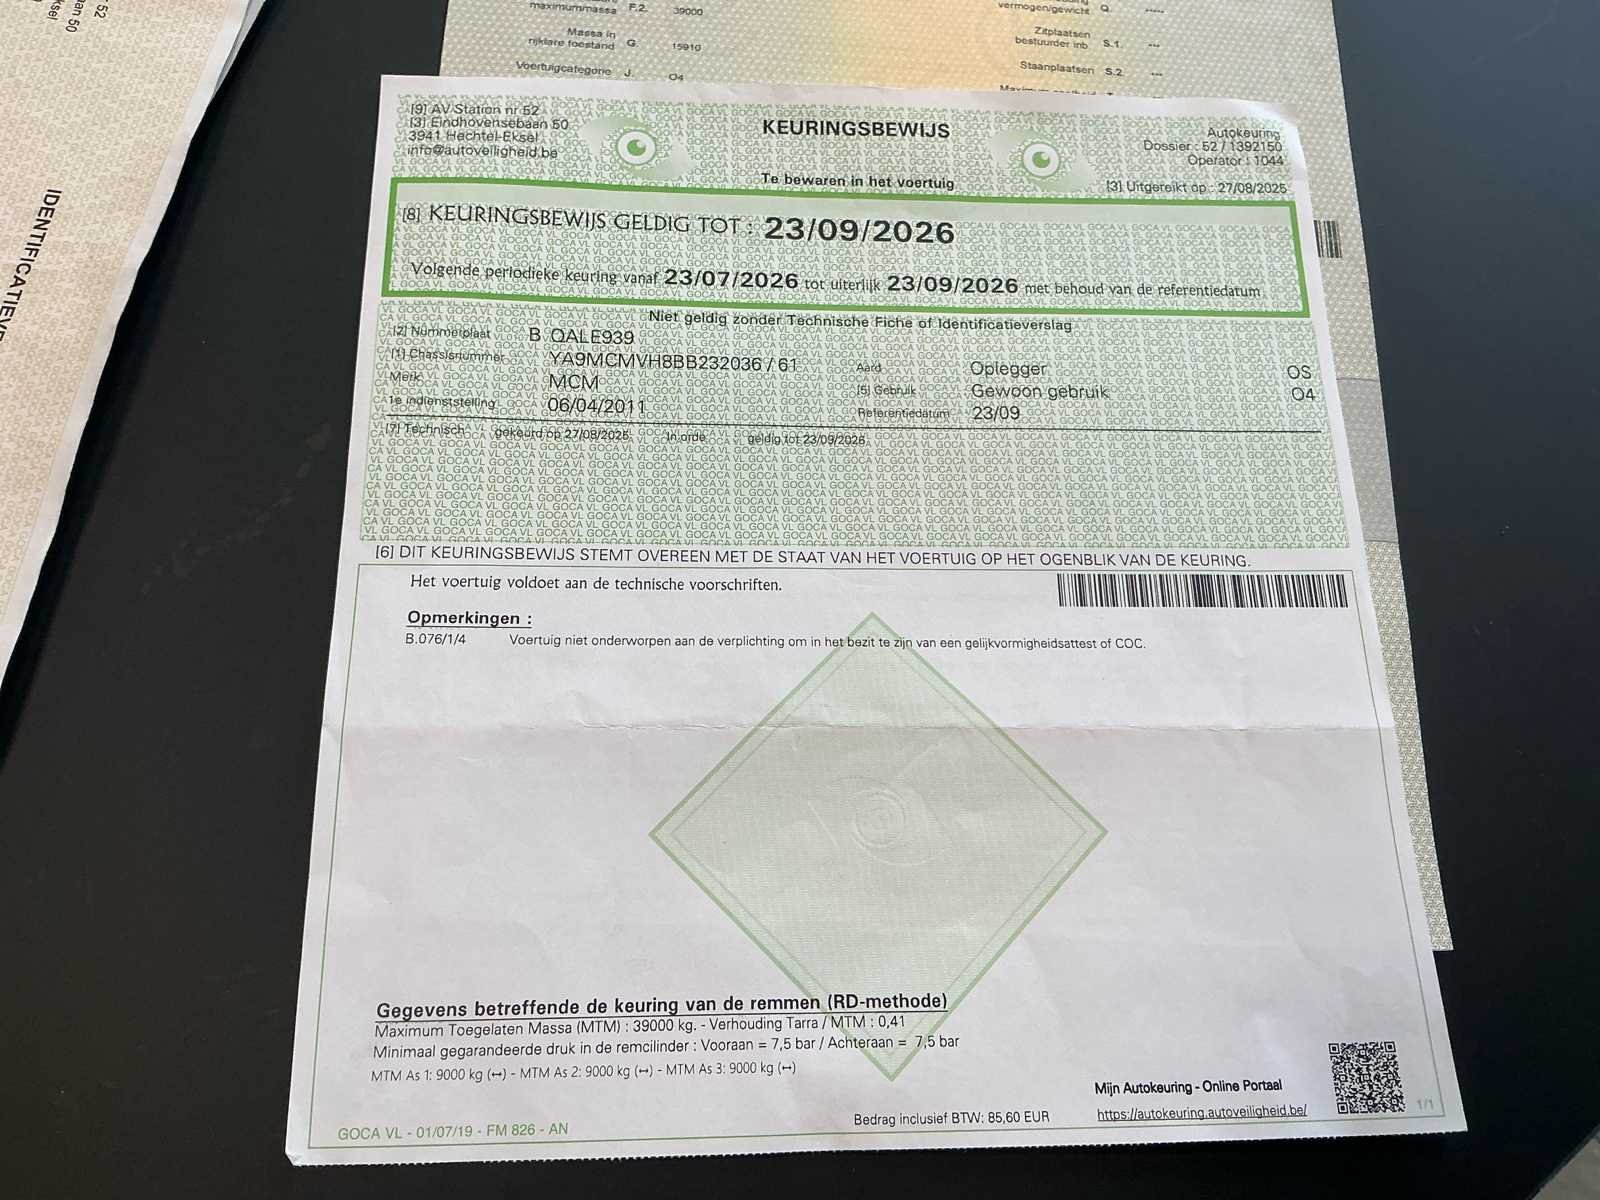 52
aan 50
ksel
IDENTIFICATIEVE
maximummassa F.2. 39000
Massa in
rijklare toestand G. 15910
Voertuigcategorie J. O4
vermogen/gewicht Q. -----
Zitplaatsen
bestuurder inb. S.1. ---
Staanplaatsen S.2. ---
[9] AV Station nr 52
[3] Eindhovensebaan 50
3941 Hechtel-Eksel
info@autoveiligheid.be
KEURINGSBEWIJS
Te bewaren in het voertuig
Autokeuring
Dossier : 52 / 1392150
Operator : 1044
[3] Uitgereikt op : 27/08/2025
[8] KEURINGSBEWIJS GELDIG TOT : 23/09/2026
Volgende periodieke keuring vanaf 23/07/2026 tot uiterlijk 23/09/2026 met behoud van de referentiedatum
Niet geldig zonder Technische Fiche of Identificatieverslag
[2] Nummerplaat B QALE939
[1] Chassisnummer YA9MCMVH8BB232036 / 61 Aard Oplegger OS
Merk MCM [5] Gebruik Gewoon gebruik O4
1e indienststelling 06/04/2011 Referentiedatum 23/09
[7] Technisch gekeurd op 27/08/2025 In orde geldig tot 23/09/2026
[6] DIT KEURINGSBEWIJS STEMT OVEREEN MET DE STAAT VAN HET VOERTUIG OP HET OGENBLIK VAN DE KEURING.
Het voertuig voldoet aan de technische voorschriften.
Opmerkingen :
B.076/1/4 Voertuig niet onderworpen aan de verplichting om in het bezit te zijn van een gelijkvormigheidsattest of COC.
Gegevens betreffende de keuring van de remmen (RD-methode)
Maximum Toegelaten Massa (MTM) : 39000 kg. - Verhouding Tarra / MTM : 0,41
Minimaal gegarandeerde druk in de remcilinder : Vooraan = 7,5 bar / Achteraan = 7,5 bar
MTM As 1: 9000 kg (↔) - MTM As 2: 9000 kg (↔) - MTM As 3: 9000 kg (↔)
Mijn Autokeuring - Online Portaal
Bedrag inclusief BTW: 85,60 EUR https://autokeuring.autoveiligheid.be/
1/1
GOCA VL - 01/07/19 - FM 826 - AN